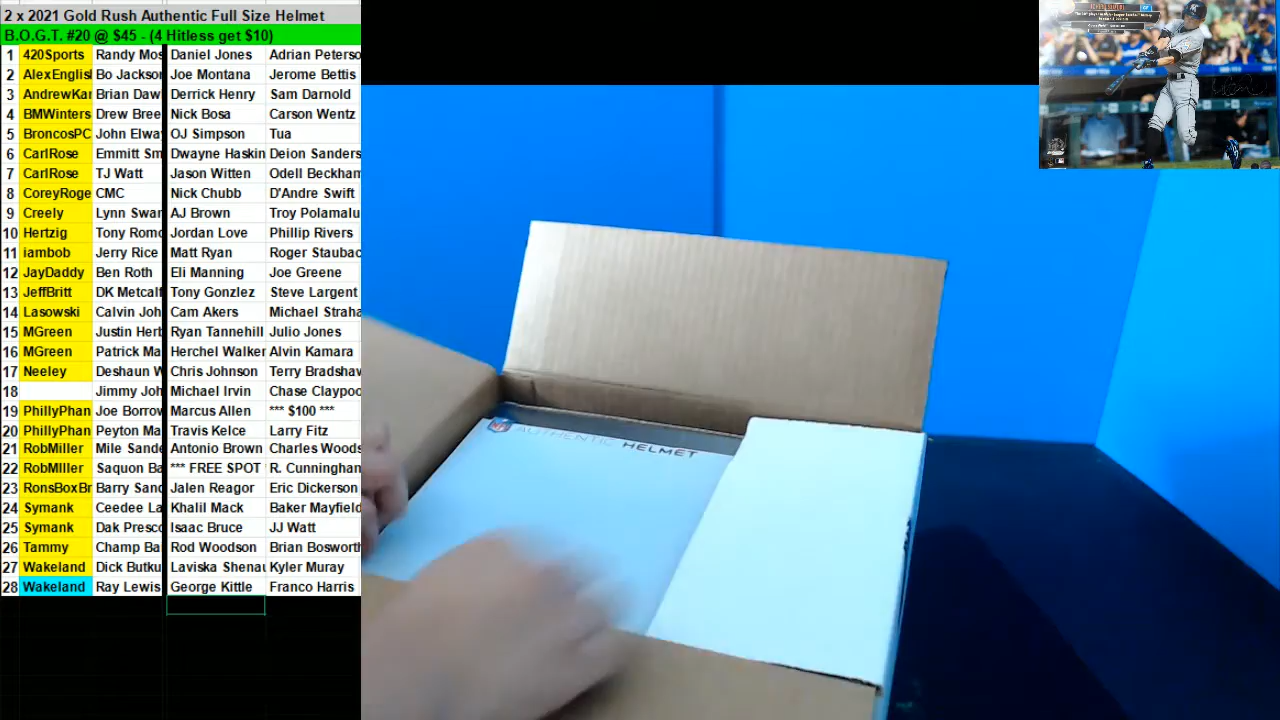 2 x 2021 Gold Rush Authentic Full Size Helmet
B.O.G.T. #20 @ $45 - (4 Hitless get $10)
1 420Sports Randy Mos Daniel Jones Adrian Peterso
2 AlexEnglish Bo Jackson Joe Montana Jerome Bettis
3 AndrewKar Brian Daw Derrick Henry Sam Darnold
4 BMWinters Drew Bree Nick Bosa Carson Wentz
5 BroncosPC John Elwa OJ Simpson Tua
6 CarlRose Emmitt Sm Dwayne Haskin Deion Sanders
7 CarlRose TJ Watt Jason Witten Odell Beckham
8 CoreyRoge CMC Nick Chubb D'Andre Swift
9 Creely Lynn Swar AJ Brown Troy Polamalu
10 Hertzig Tony Romo Jordan Love Phillip Rivers
11 iambob Jerry Rice Matt Ryan Roger Staubac
12 JayDaddy Ben Roth Eli Manning Joe Greene
13 JeffBritt DK Metcalf Tony Gonzlez Steve Largent
14 Lasowski Calvin Joh Cam Akers Michael Straha
15 MGreen Justin Herb Ryan Tannehill Julio Jones
16 MGreen Patrick Ma Herchel Walker Alvin Kamara
17 Neeley Deshaun W Chris Johnson Terry Bradshav
18 Jimmy Joh Michael Irvin Chase Claypoo
19 PhillyPhan Joe Borrow Marcus Allen *** $100 ***
20 PhillyPhan Peyton Ma Travis Kelce Larry Fitz
21 RobMiller Mile Sande Antonio Brown Charles Woods
22 RobMIller Saquon Ba *** FREE SPOT R. Cunningham
23 RonsBoxBr Barry Sand Jalen Reagor Eric Dickerson
24 Symank Ceedee La Khalil Mack Baker Mayfield
25 Symank Dak Presco Isaac Bruce JJ Watt
26 Tammy Champ Ba Rod Woodson Brian Bosworth
27 Wakeland Dick Butku Laviska Shenau Kyler Muray
28 Wakeland Ray Lewis George Kittle Franco Harris
NFL AUTHENTIC HELMET